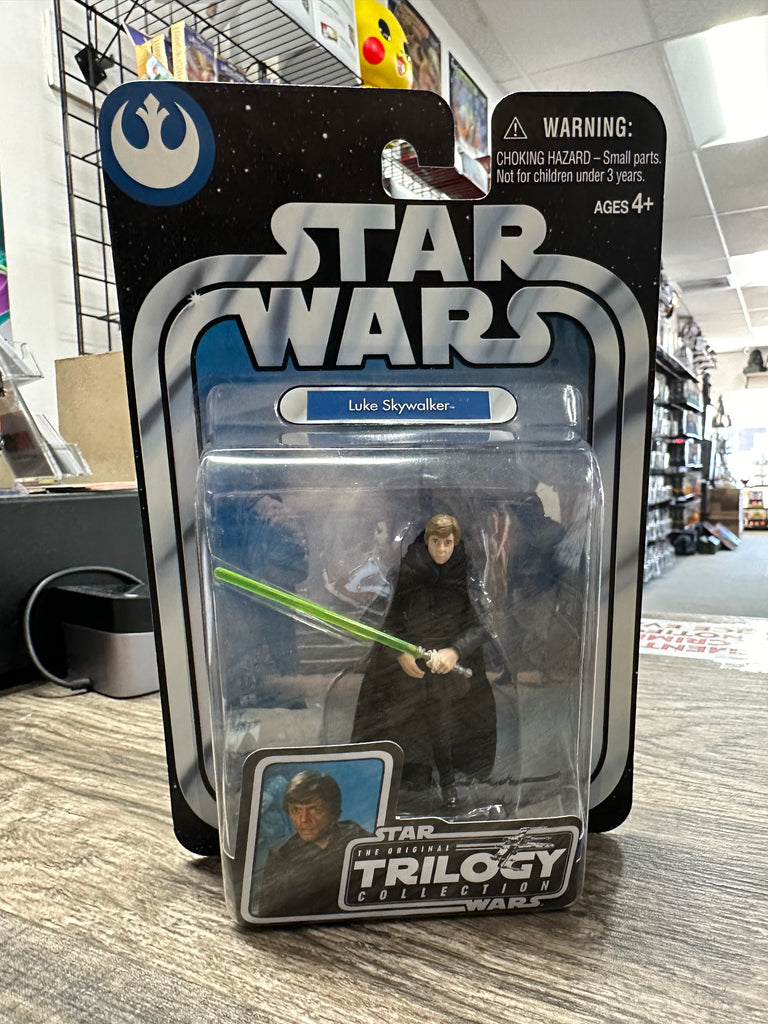 WARNING:
CHOKING HAZARD – Small parts.
Not for children under 3 years.
AGES 4+
STAR
WARS
Luke Skywalker™
STAR
THE ORIGINAL
TRILOGY
COLLECTION
WARS